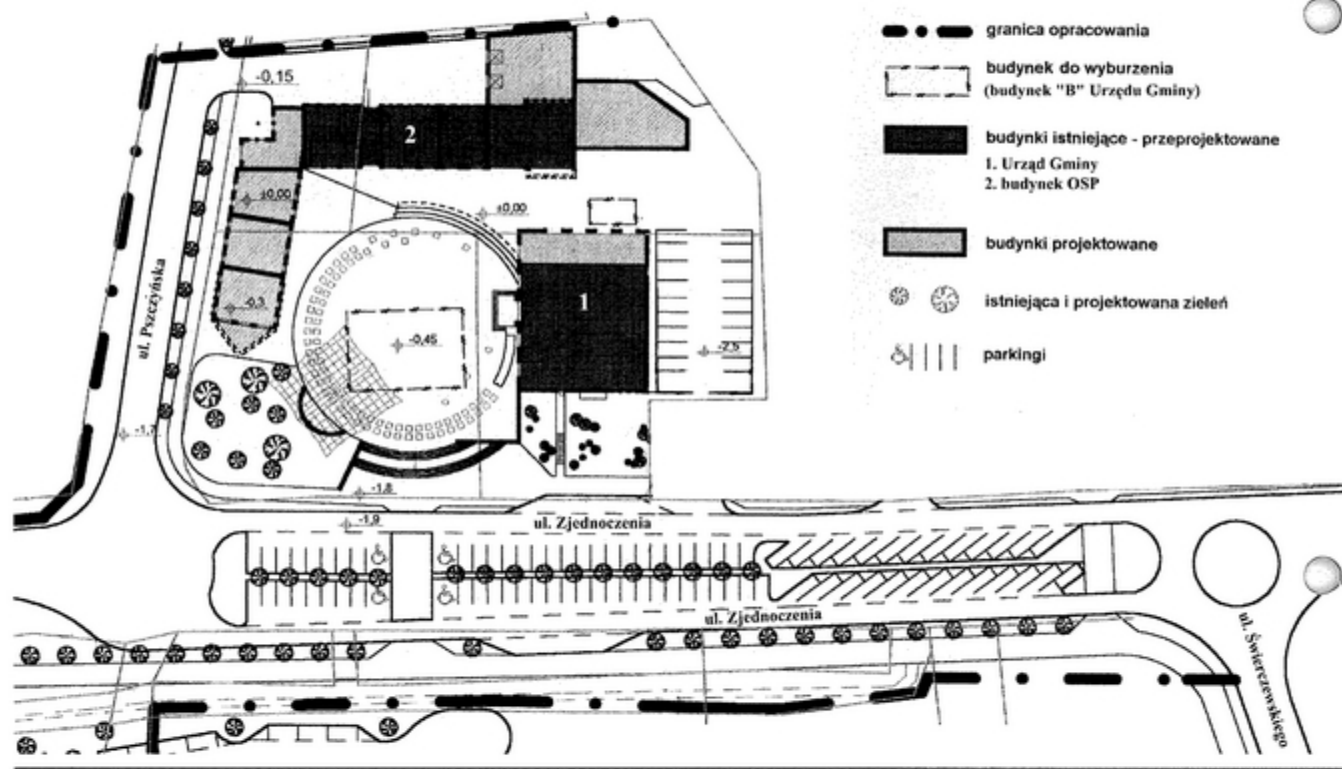 granica opracowania
budynek do wyburzenia
(budynek "B" Urzędu Gminy)
budynki istniejące - przeprojektowane
1. Urząd Gminy
2. budynek OSP
budynki projektowane
istniejąca i projektowana zieleń
parkingi
-0,15
2
±0,00
±0,00
ul. Pszczyńska
-0,3
1
-0,45
-2,5
-1,7
-1,8
-1,9
ul. Zjednoczenia
ul. Zjednoczenia
ul. Świerczewskiego